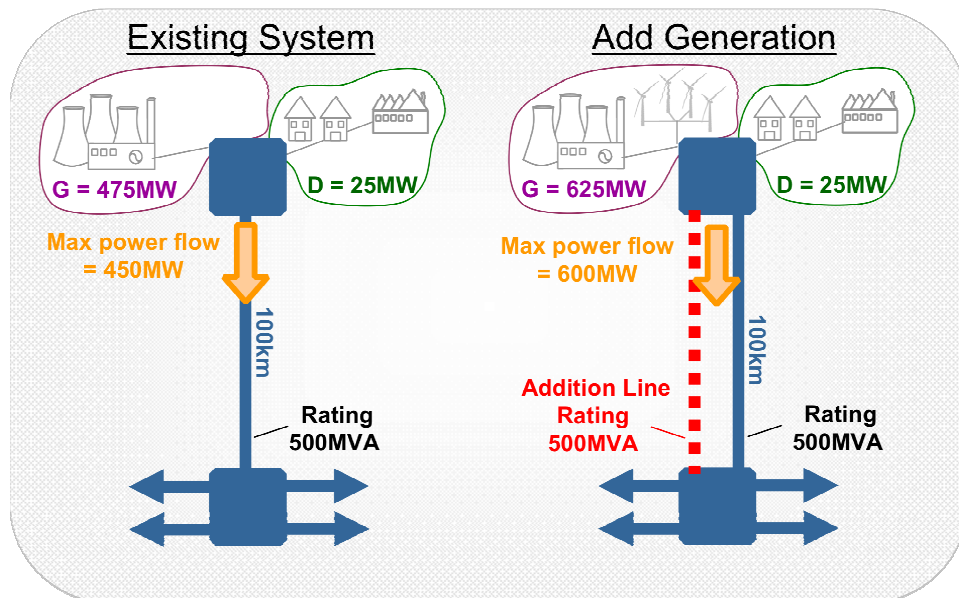 Existing System
G = 475MW
D = 25MW
Max power flow
= 450MW
100km
Rating
500MVA
Add Generation
G = 625MW
D = 25MW
Max power flow
= 600MW
100km
Addition Line
Rating
500MVA
Rating
500MVA